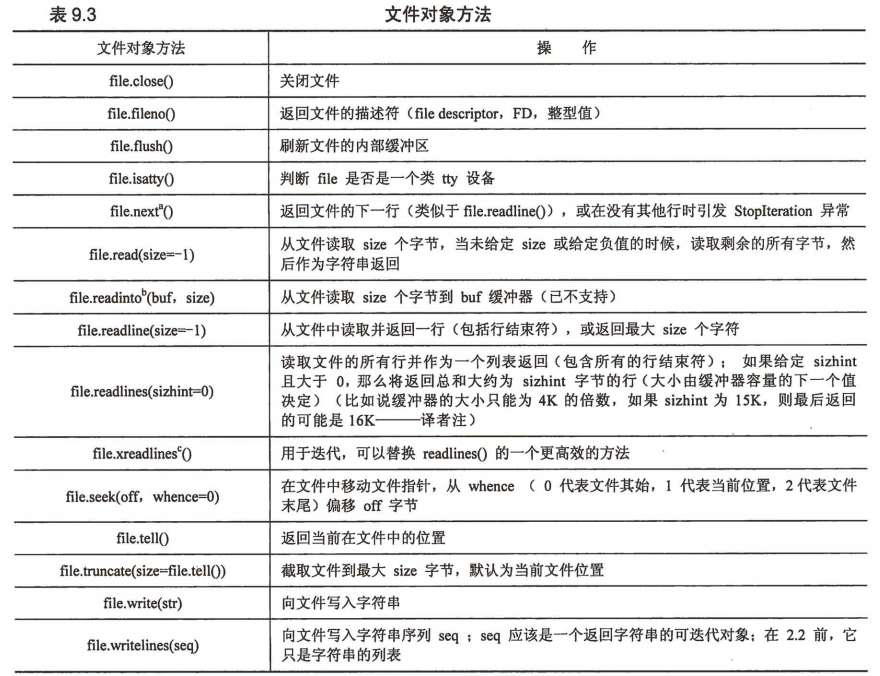 表 9.3 文件对象方法
文件对象方法 操 作
file.close() 关闭文件
file.fileno() 返回文件的描述符（file descriptor，FD，整型值）
file.flush() 刷新文件的内部缓冲区
file.isatty() 判断 file 是否是一个类 tty 设备
file.nextᵃ() 返回文件的下一行（类似于 file.readline()），或在没有其他行时引发 StopIteration 异常
file.read(size=−1) 从文件读取 size 个字节，当未给定 size 或给定负值的时候，读取剩余的所有字节，然
后作为字符串返回
file.readintoᵇ(buf，size) 从文件读取 size 个字节到 buf 缓冲器（已不支持）
file.readline(size=−1) 从文件中读取并返回一行（包括行结束符），或返回最大 size 个字符
file.readlines(sizhint=0) 读取文件的所有行并作为一个列表返回（包含所有的行结束符）； 如果给定 sizhint
且大于 0，那么将返回总和大约为 sizhint 字节的行（大小由缓冲器容量的下一个值
决定）（比如说缓冲器的大小只能为 4K 的倍数，如果 sizhint 为 15K，则最后返回
的可能是 16K———译者注）
file.xreadlinesᶜ() 用于迭代，可以替换 readlines() 的一个更高效的方法
file.seek(off，whence=0) 在文件中移动文件指针，从 whence （ 0 代表文件其始，1 代表当前位置，2 代表文件
末尾）偏移 off 字节
file.tell() 返回当前在文件中的位置
file.truncate(size=file.tell()) 截取文件到最大 size 字节，默认为当前文件位置
file.write(str) 向文件写入字符串
file.writelines(seq) 向文件写入字符串序列 seq ；seq 应该是一个返回字符串的可迭代对象；在 2.2 前，它
只是字符串的列表